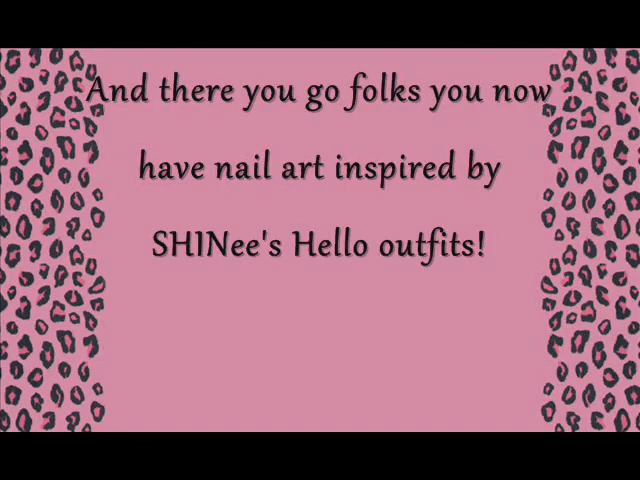 And there you go folks you now
have nail art inspired by
SHINee's Hello outfits!